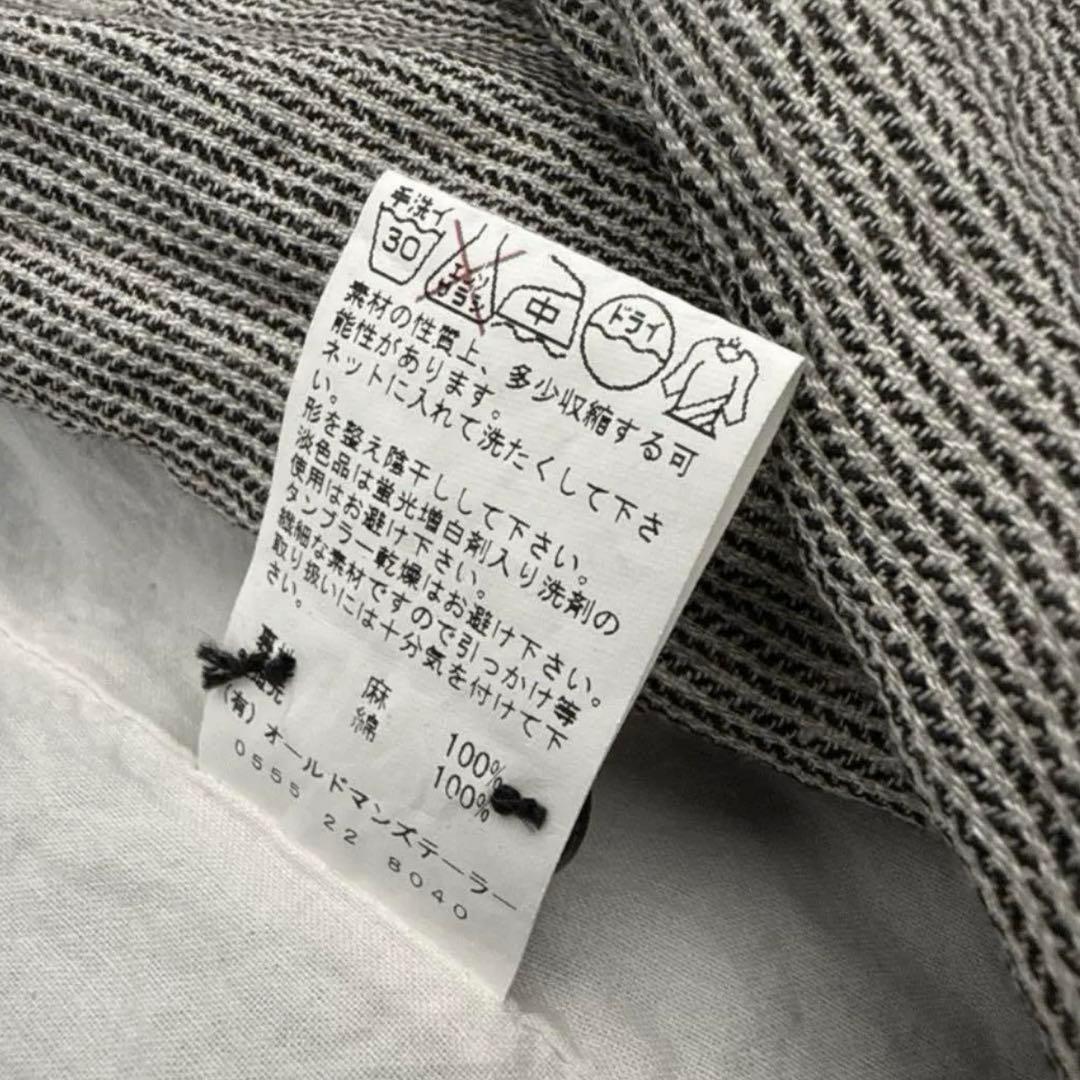 手洗イ
30
エンソ
サラシ
中
ドライ
素材の性質上、多少収縮する可
能性があります。
ネットに入れて洗たくして下さ
い。
形を整え陰干しして下さい。
淡色品は蛍光増白剤入り洗剤の
使用はお避け下さい。
タンブラー乾燥はお避け下さい。
繊細な素材ですので引っかけ等
取り扱いには十分気を付けて下
さい。
麻 100%
綿 100%
(有)オールドマンズテーラー
0555 22 8040